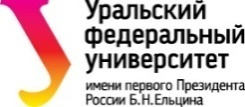 Уральский
федеральный
университет
имени первого Президента
России Б.Н.Ельцина